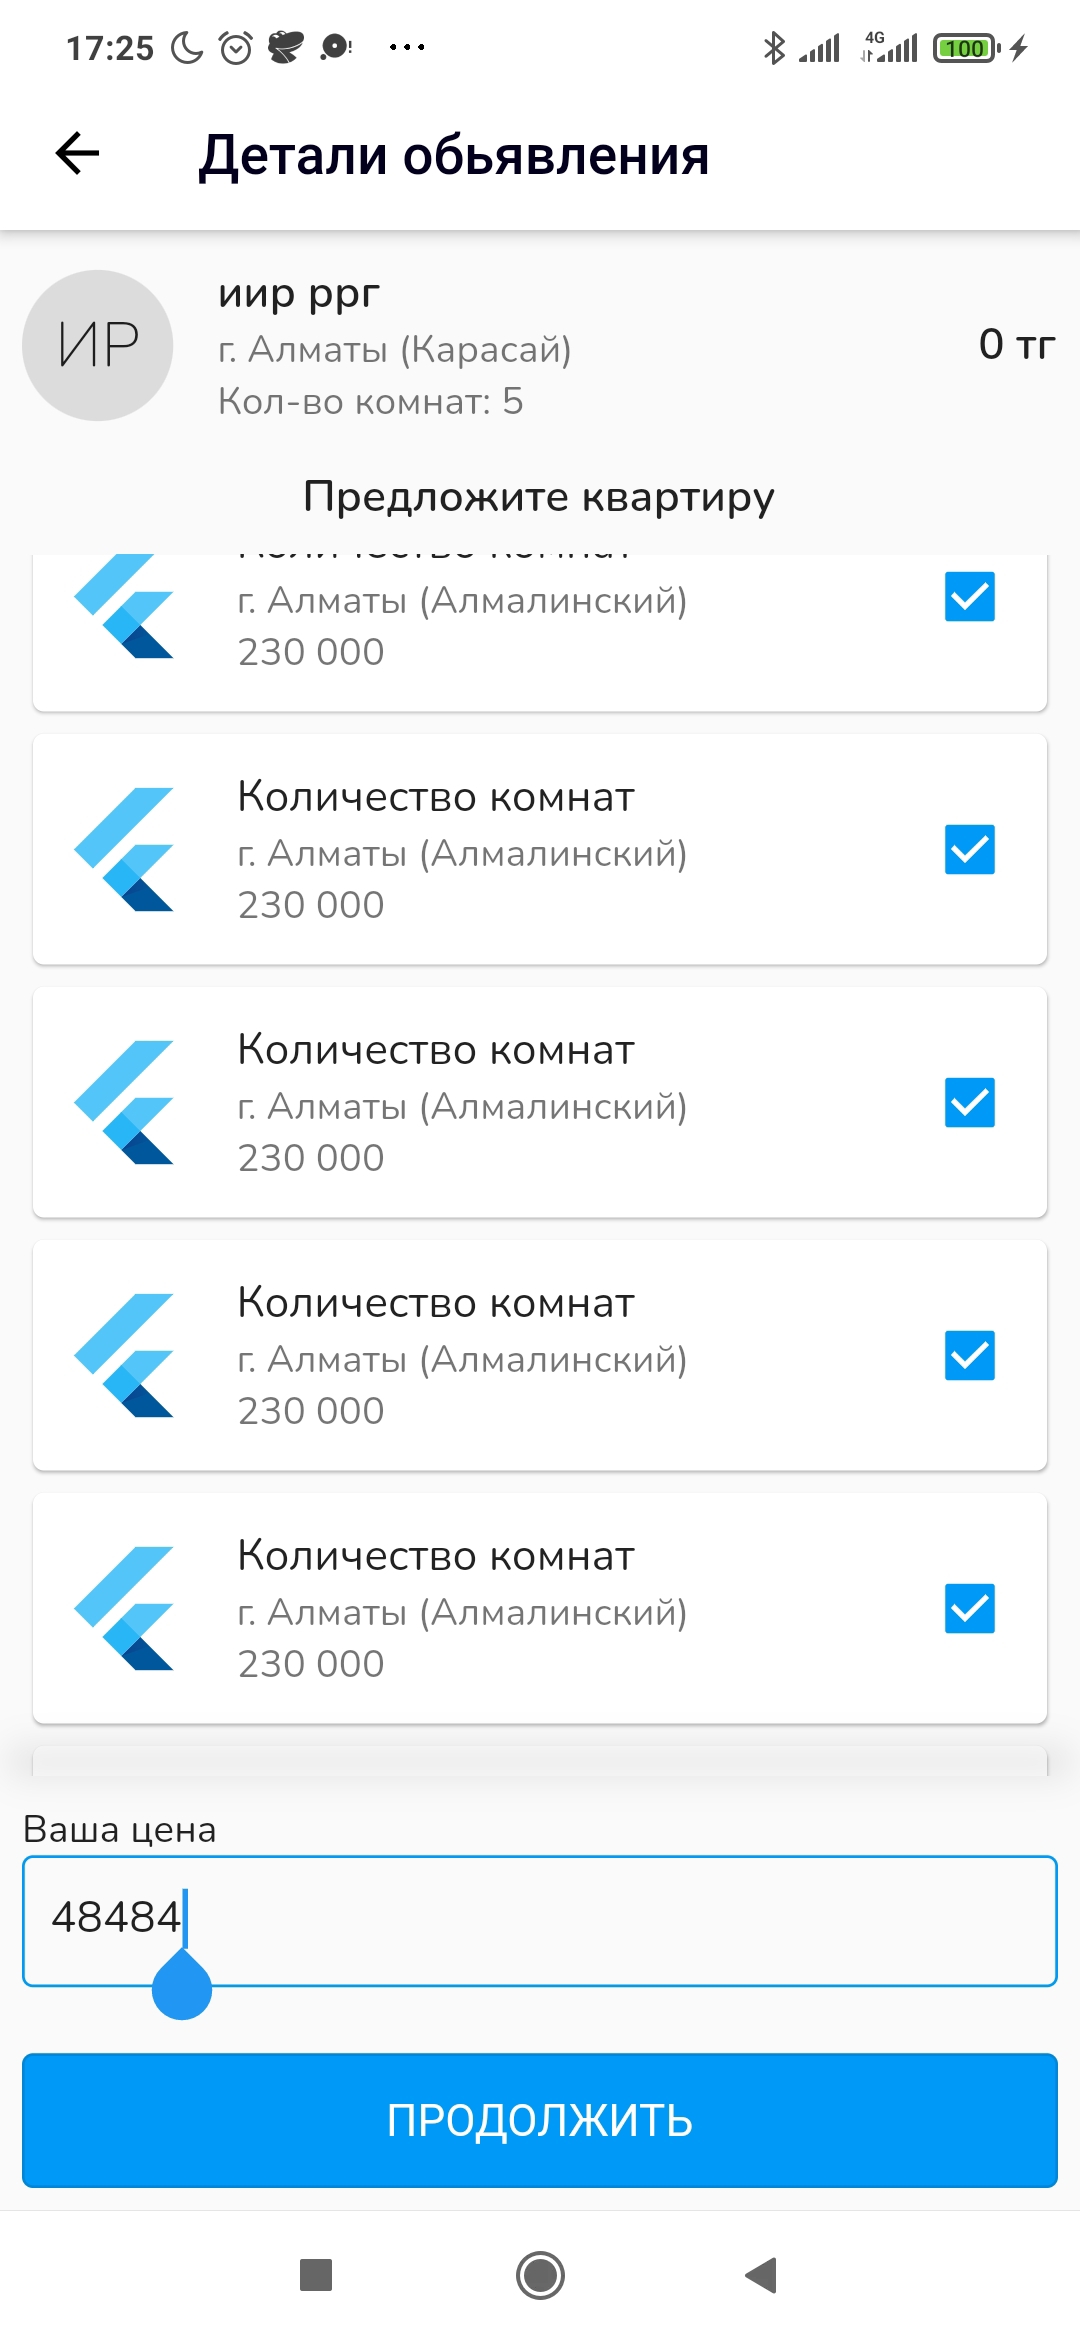 17:25
4G
100
Детали обьявления
ИР
иир ррг
г. Алматы (Карасай)
0 тг
Кол-во комнат: 5
Предложите квартиру
Количество комнат
г. Алматы (Алмалинский)
230 000
Количество комнат
г. Алматы (Алмалинский)
230 000
Количество комнат
г. Алматы (Алмалинский)
230 000
Количество комнат
г. Алматы (Алмалинский)
230 000
Количество комнат
г. Алматы (Алмалинский)
230 000
Ваша цена
48484
ПРОДОЛЖИТЬ